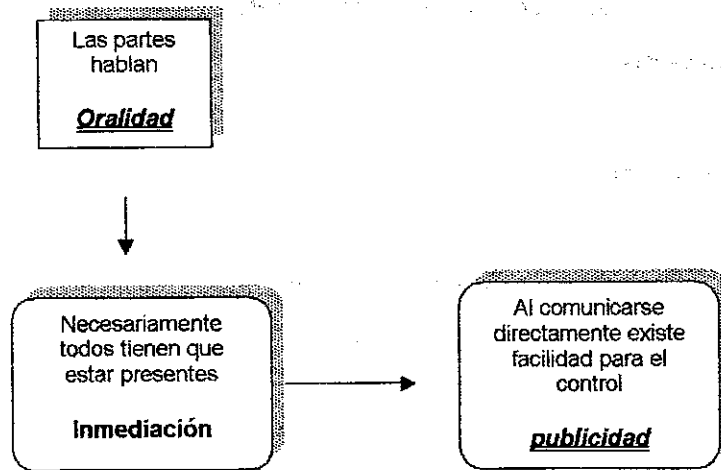 Las partes
hablan
Oralidad
Necesariamente
todos tienen que
estar presentes
Inmediación
Al comunicarse
directamente existe
facilidad para el
control
publicidad